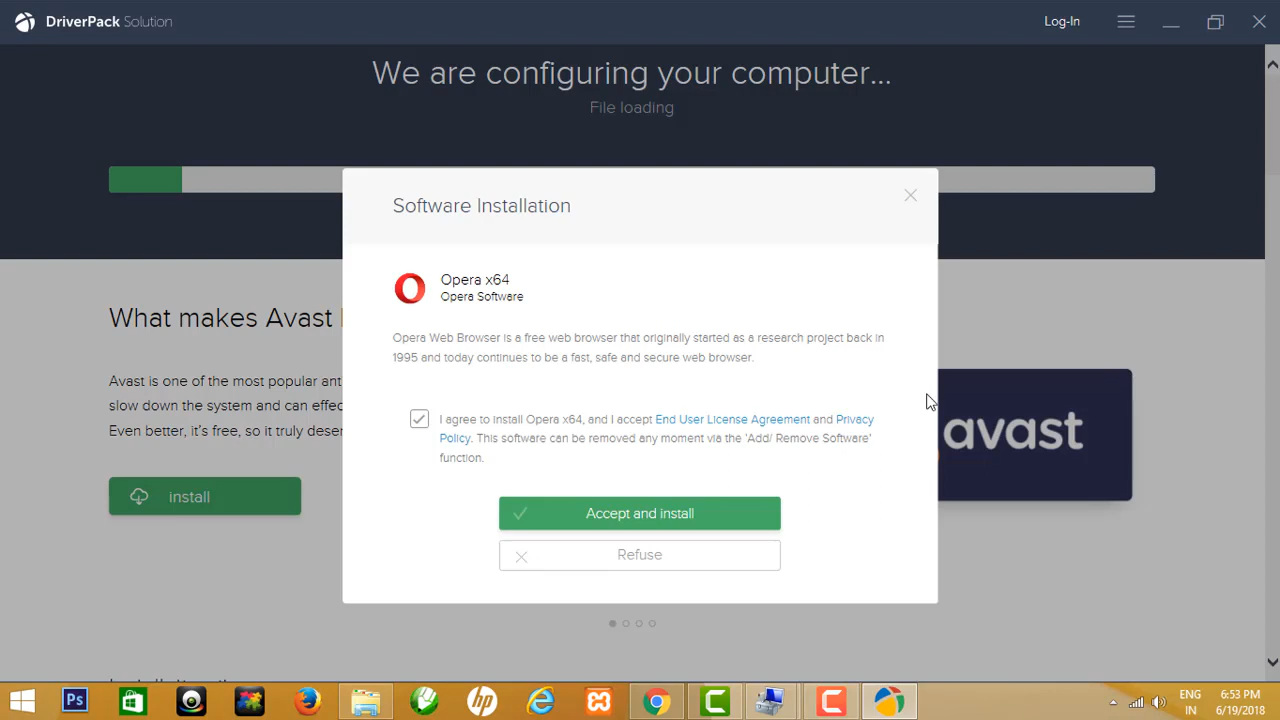 DriverPack Solution
Log-In
We are configuring your computer...
File loading
Software Installation
Opera x64
Opera Software
Opera Web Browser is a free web browser that originally started as a research project back in
1995 and today continues to be a fast, safe and secure web browser.
What makes Avast
Avast is one of the most popular ant
slow down the system and can effec
Even better, it's free, so it truly deser
install
I agree to install Opera x64, and I accept End User License Agreement and Privacy
Policy. This software can be removed any moment via the 'Add/ Remove Software'
function.
avast
Accept and install
Refuse
Ps
hp
ENG
IN
6:53 PM
6/19/2018